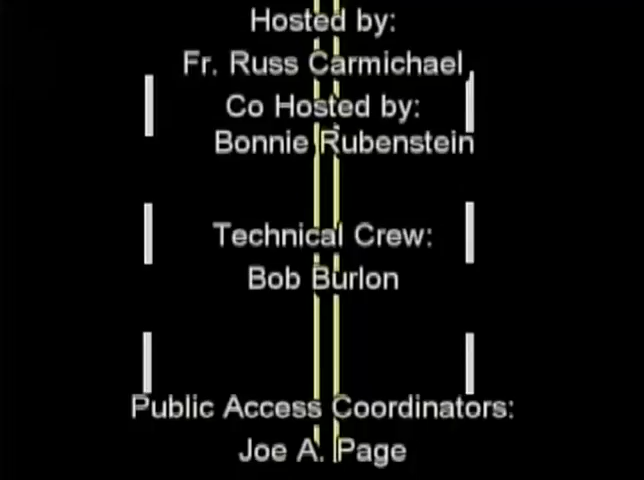 Hosted by:
Fr. Russ Carmichael
Co Hosted by:
Bonnie Rubenstein
Technical Crew:
Bob Burlon
Public Access Coordinators:
Joe A. Page